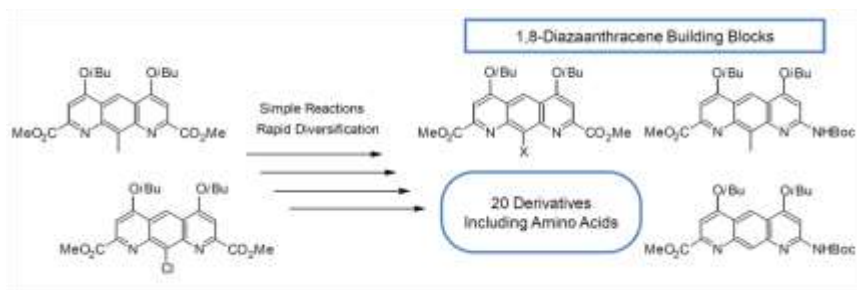 1,8-Diazaanthracene Building Blocks
OiBu OiBu
MeO₂C N N CO₂Me
Simple Reactions
Rapid Diversification
OiBu OiBu
MeO₂C N N CO₂Me
X
OiBu OiBu
MeO₂C N N NHBoc
OiBu OiBu
MeO₂C N N CO₂Me
Cl
20 Derivatives
Including Amino Acids
OiBu OiBu
MeO₂C N N NHBoc